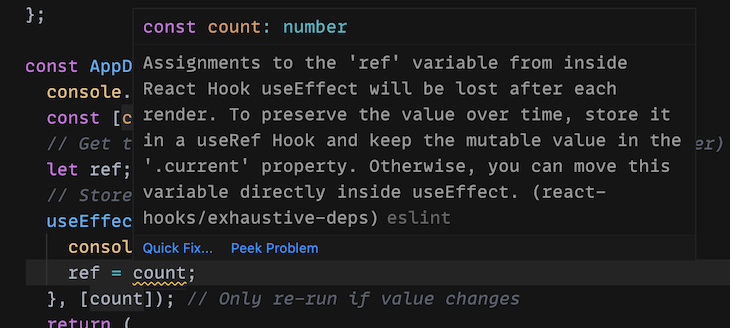 };
const count: number
Assignments to the 'ref' variable from inside
const AppD
React Hook useEffect will be lost after each
console.
render. To preserve the value over time, store it
const [c
in a useRef Hook and keep the mutable value in the
// Get t er)
'.current' property. Otherwise, you can move this
let ref;
variable directly inside useEffect. (react-
// Store
hooks/exhaustive-deps) eslint
useEffec
Quick Fix... Peek Problem
consol
ref = count;
}, [count]); // Only re-run if value changes
return (